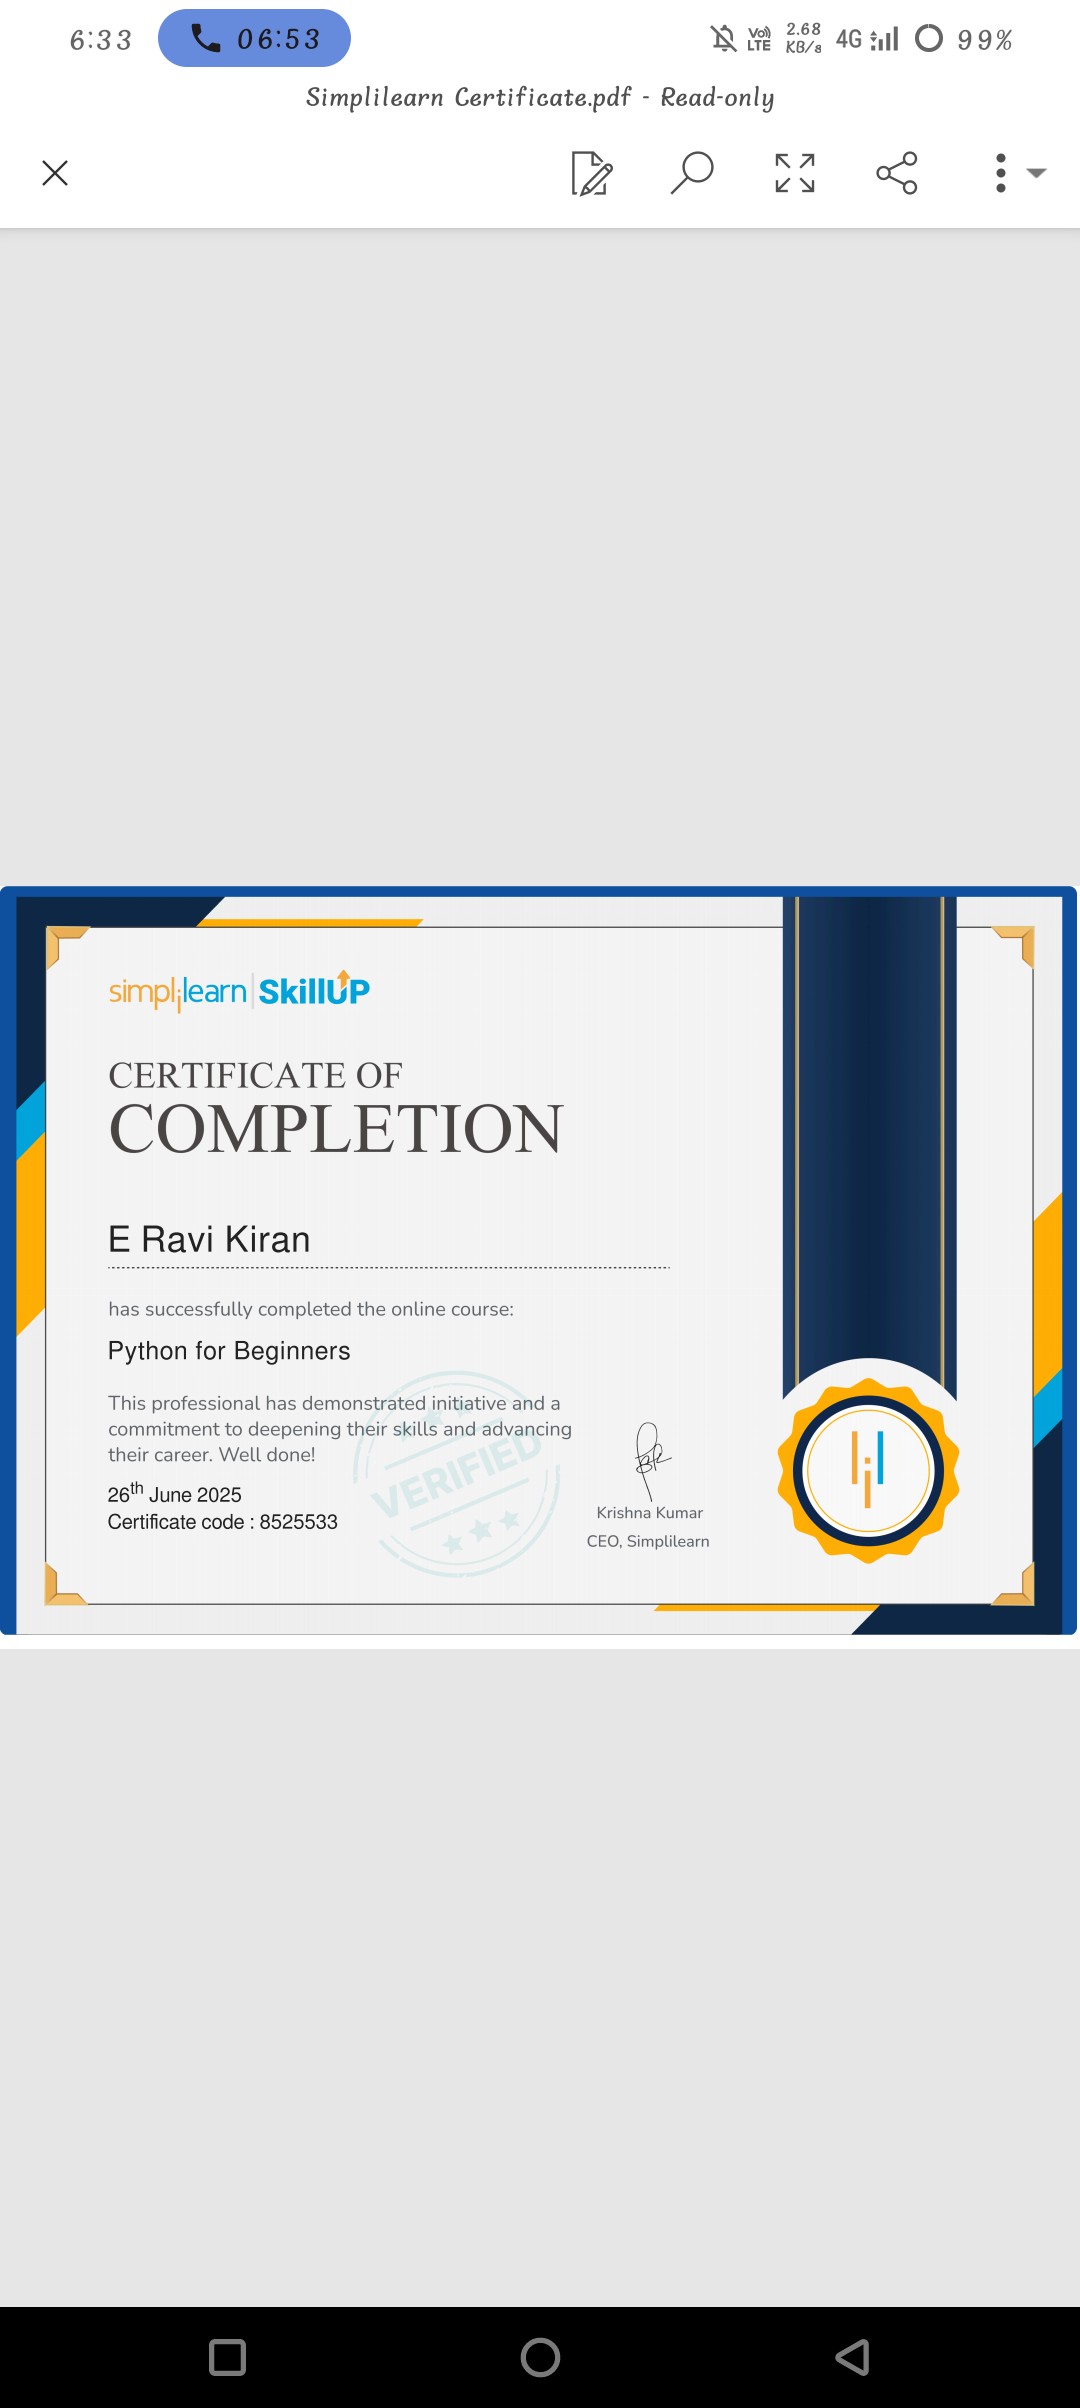 6:33 06:53 Vo)) LTE 2.68 KB/s 4G 99%
Simplilearn Certificate.pdf - Read-only
simplilearn | SkillUP
CERTIFICATE OF
COMPLETION
E Ravi Kiran
has successfully completed the online course:
Python for Beginners
This professional has demonstrated initiative and a
commitment to deepening their skills and advancing
their career. Well done!
VERIFIED
26th June 2025
Certificate code : 8525533
Krishna Kumar
CEO, Simplilearn